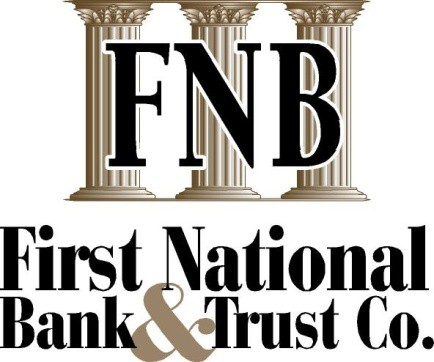 FNB
First National
Bank & Trust Co.